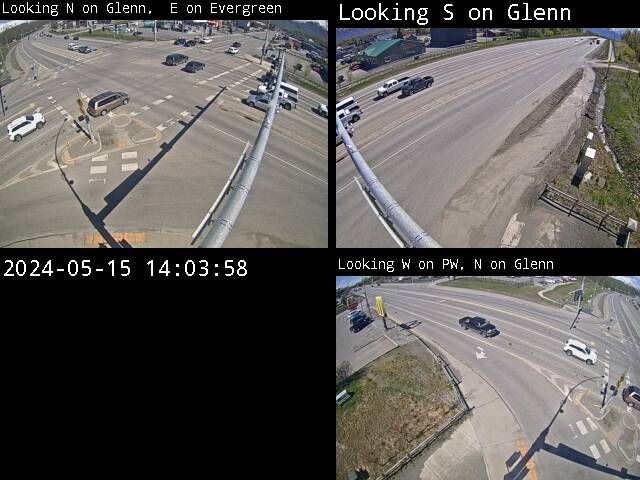 Looking N on Glenn,  E on Evergreen
Looking S on Glenn
2024-05-15 14:03:58
Looking W on PW, N on Glenn